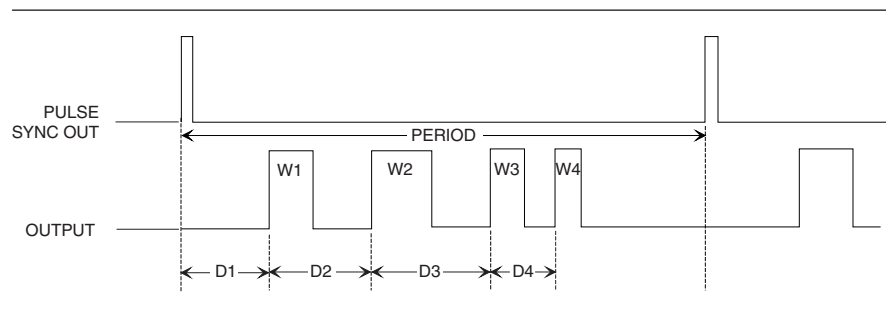 PULSE
SYNC OUT
PERIOD
W1
W2
W3
W4
OUTPUT
D1
D2
D3
D4